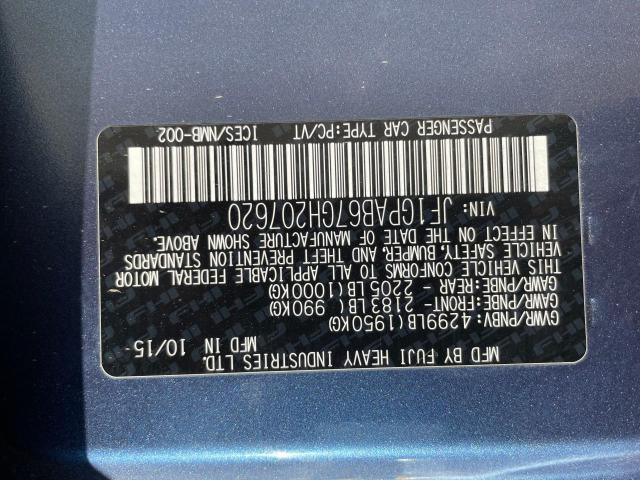 MFD BY FUJI HEAVY INDUSTRIES LTD.
MFD IN 10/15
GVWR/PNBV: 4299LB(1950KG)
GAWR/PNBE: FRONT - 2183LB( 990KG)
GAWR/PNBE: REAR - 2205LB(1000KG)
THIS VEHICLE CONFORMS TO ALL APPLICABLE FEDERAL MOTOR
VEHICLE SAFETY, BUMPER, AND THEFT PREVENTION STANDARDS
IN EFFECT ON THE DATE OF MANUFACTURE SHOWN ABOVE.
VIN: JF1GPAB67GH207620
PASSENGER CAR TYPE:PC/VT ICES/NMB-002